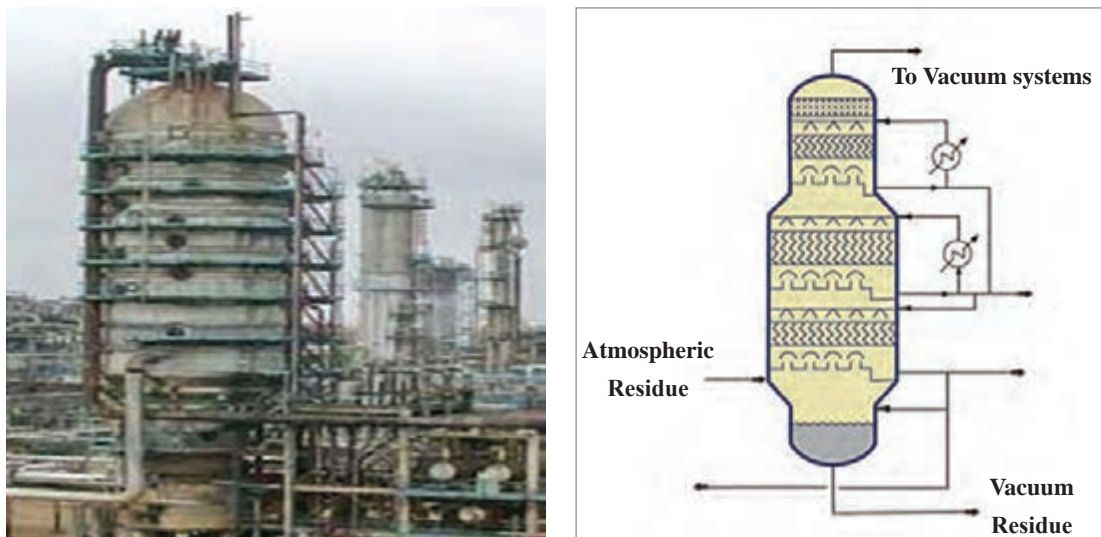 To Vacuum systems
Atmospheric
Residue
Vacuum
Residue